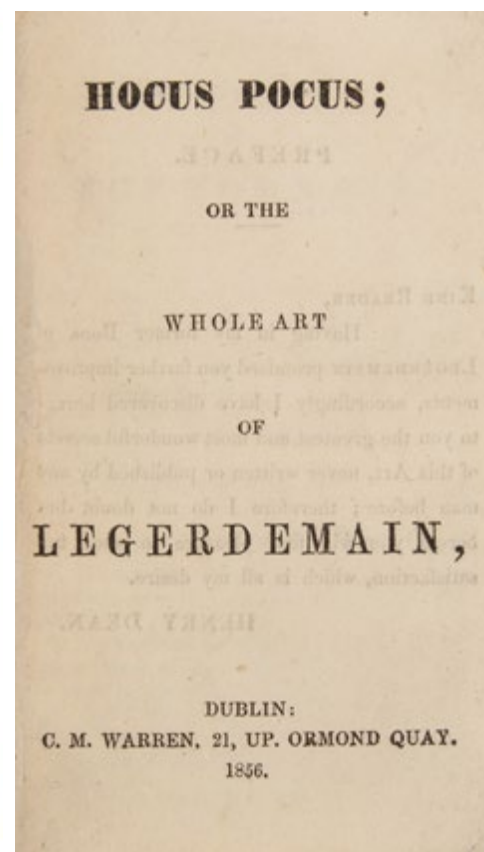 HOCUS POCUS;
OR THE
WHOLE ART
OF
LEGERDEMAIN,
DUBLIN:
C. M. WARREN, 21, UP. ORMOND QUAY.
1856.